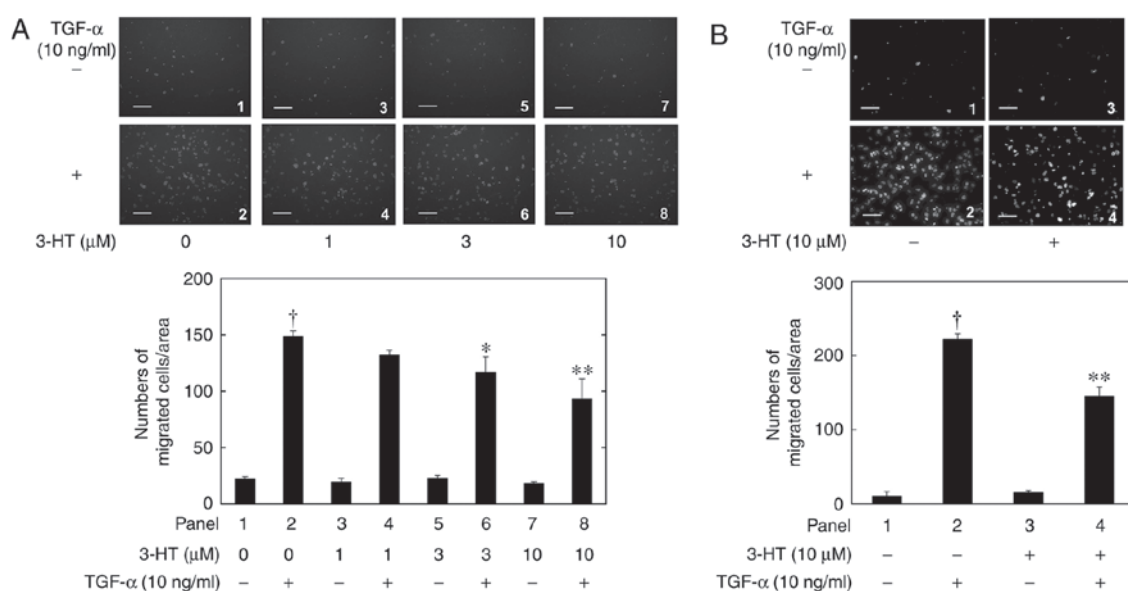 A
TGF-α
(10 ng/ml)
−
1 3 5 7
+
2 4 6 8
3-HT (μM) 0 1 3 10
200
150
100
50
0
Numbers of
migrated cells/area
†
*
**
Panel 1 2 3 4 5 6 7 8
3-HT (μM) 0 0 1 1 3 3 10 10
TGF-α (10 ng/ml) − + − + − + − +
B
TGF-α
(10 ng/ml)
−
1 3
+
2 4
3-HT (10 μM) − +
300
200
100
0
Numbers of
migrated cells/area
†
**
Panel 1 2 3 4
3-HT (10 μM) − − + +
TGF-α (10 ng/ml) − + − +